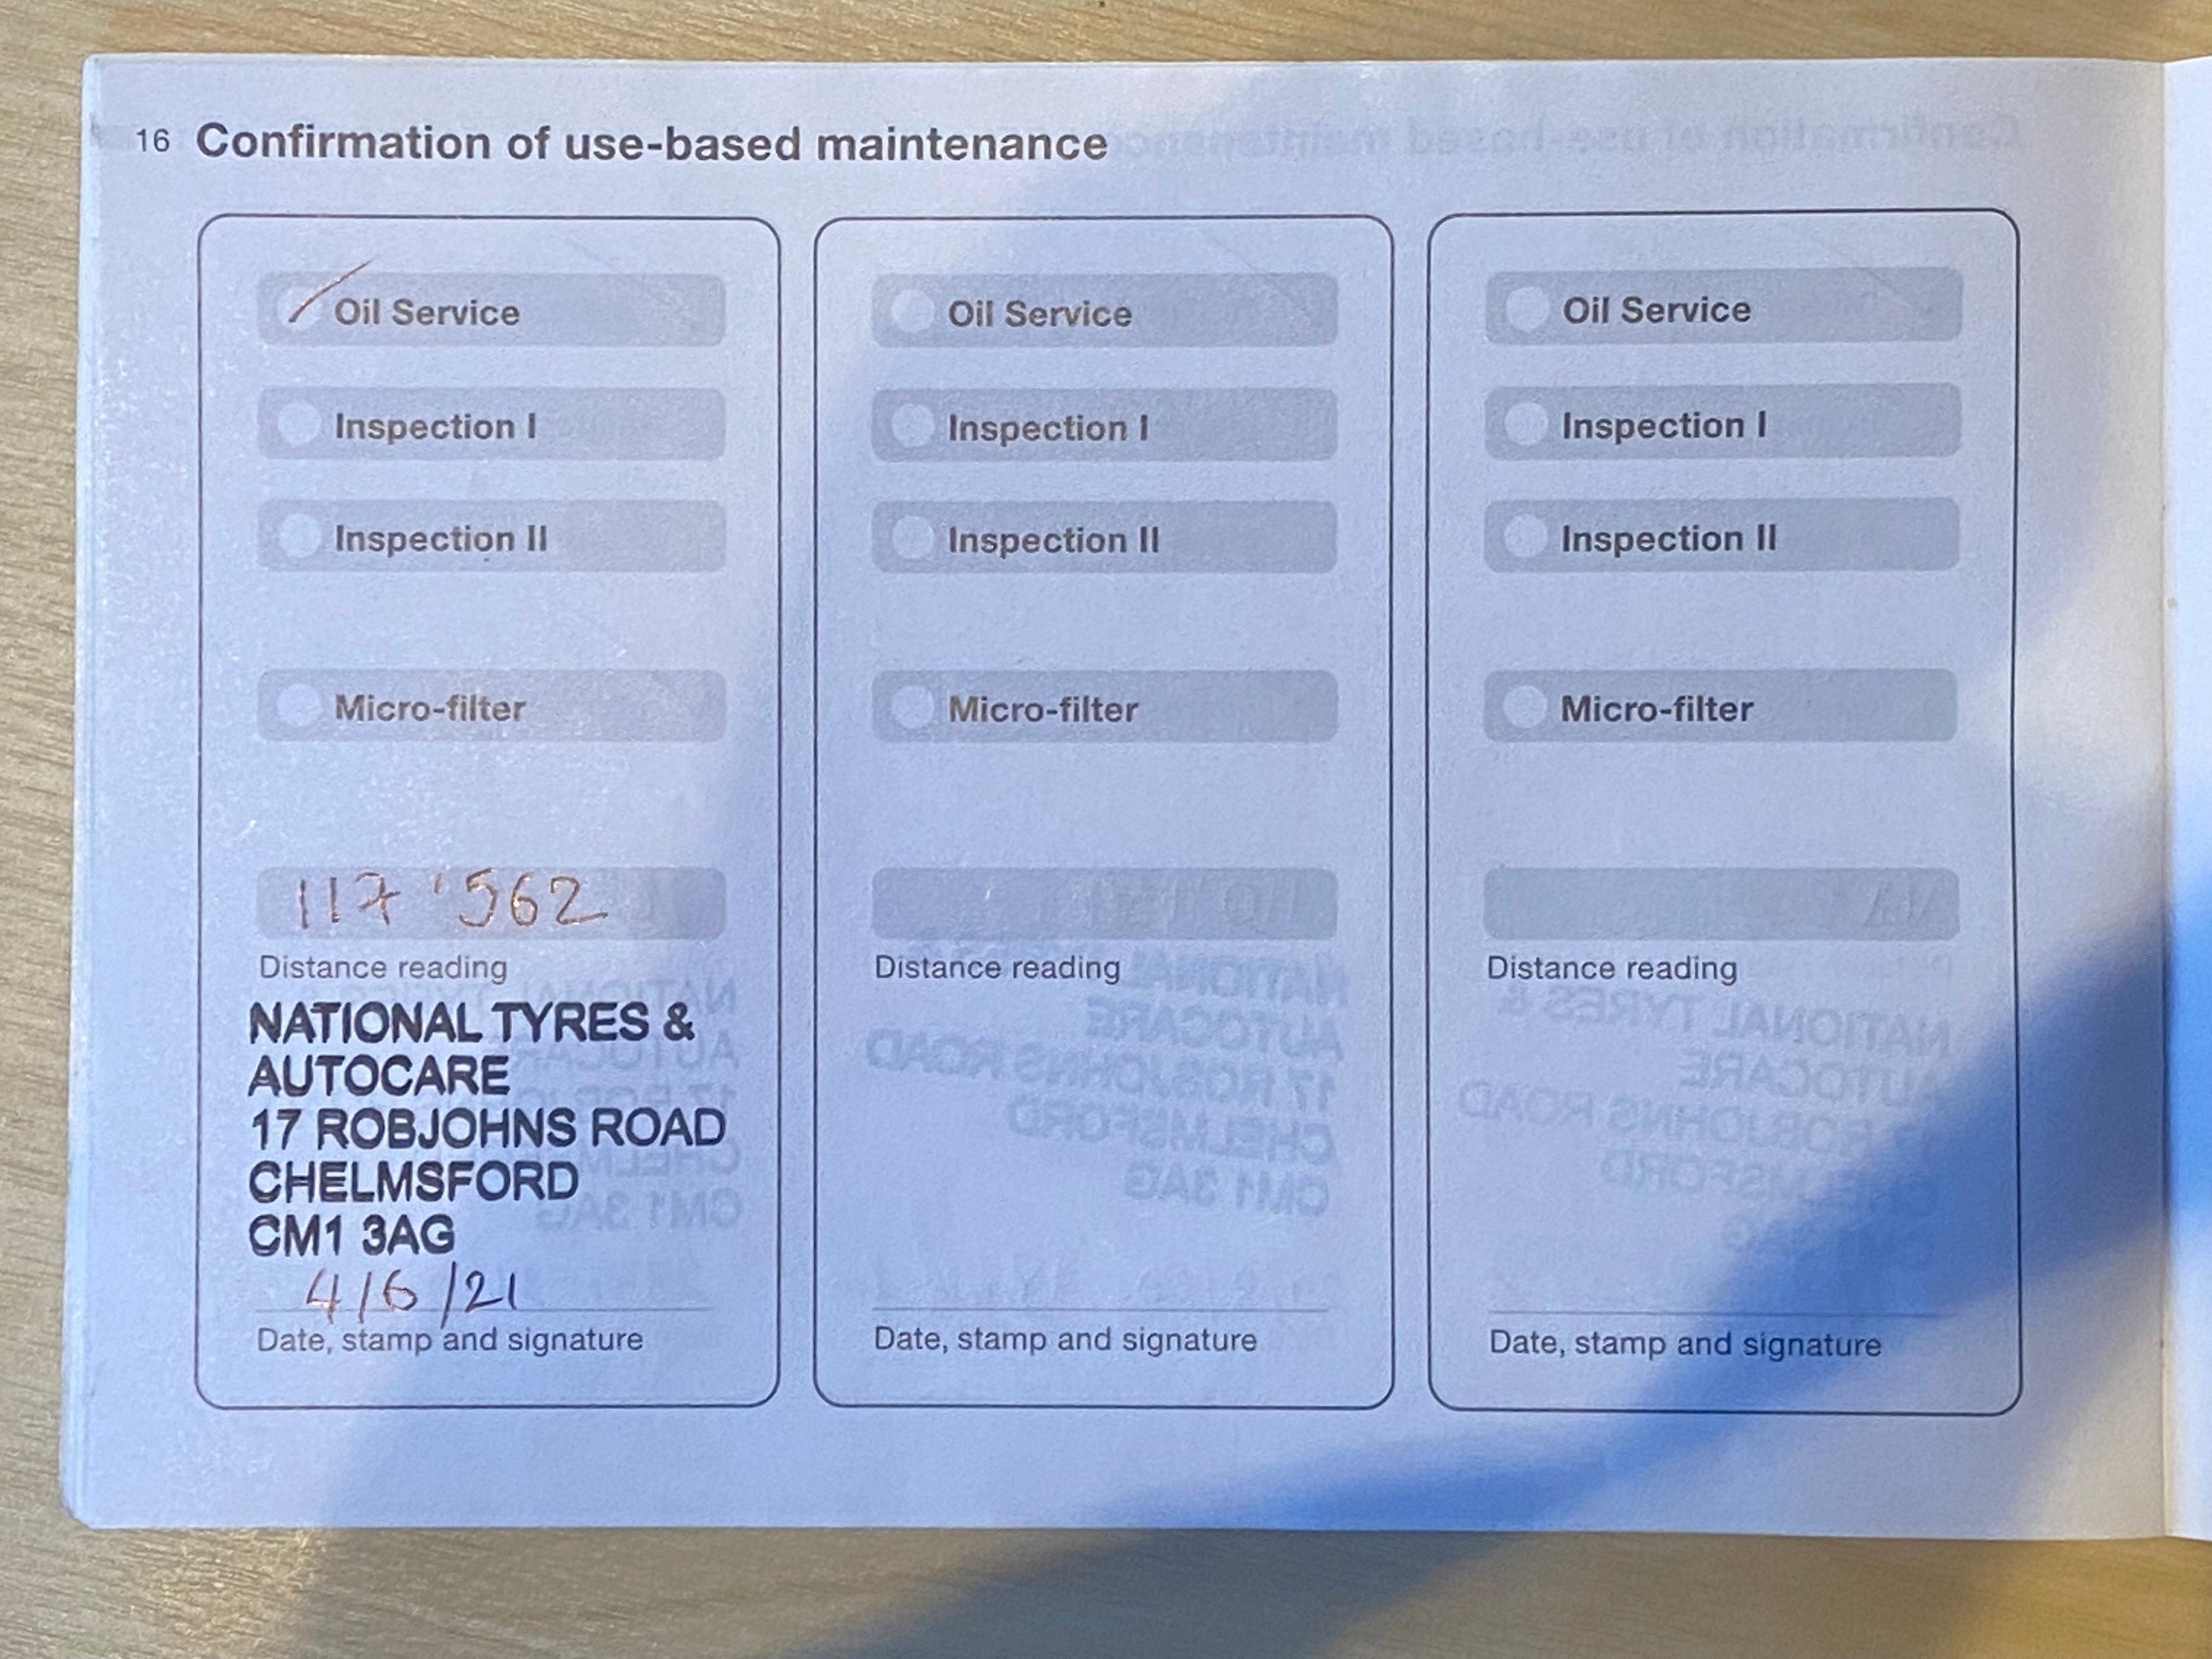 16 Confirmation of use-based maintenance
Oil Service
Inspection I
Inspection II
Micro-filter
117'562
Distance reading
NATIONAL TYRES &
AUTOCARE
17 ROBJOHNS ROAD
CHELMSFORD
CM1 3AG
4/6/21
Date, stamp and signature
Oil Service
Inspection I
Inspection II
Micro-filter
Distance reading
Date, stamp and signature
Oil Service
Inspection I
Inspection II
Micro-filter
Distance reading
Date, stamp and signature